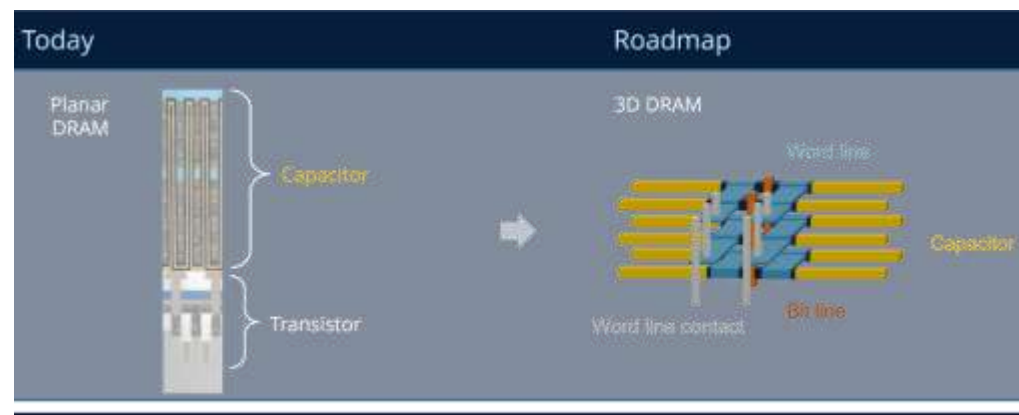 Today
Roadmap
Planar
DRAM
Capacitor
Transistor
3D DRAM
Word line
Capacitor
Bit line
Word line contact